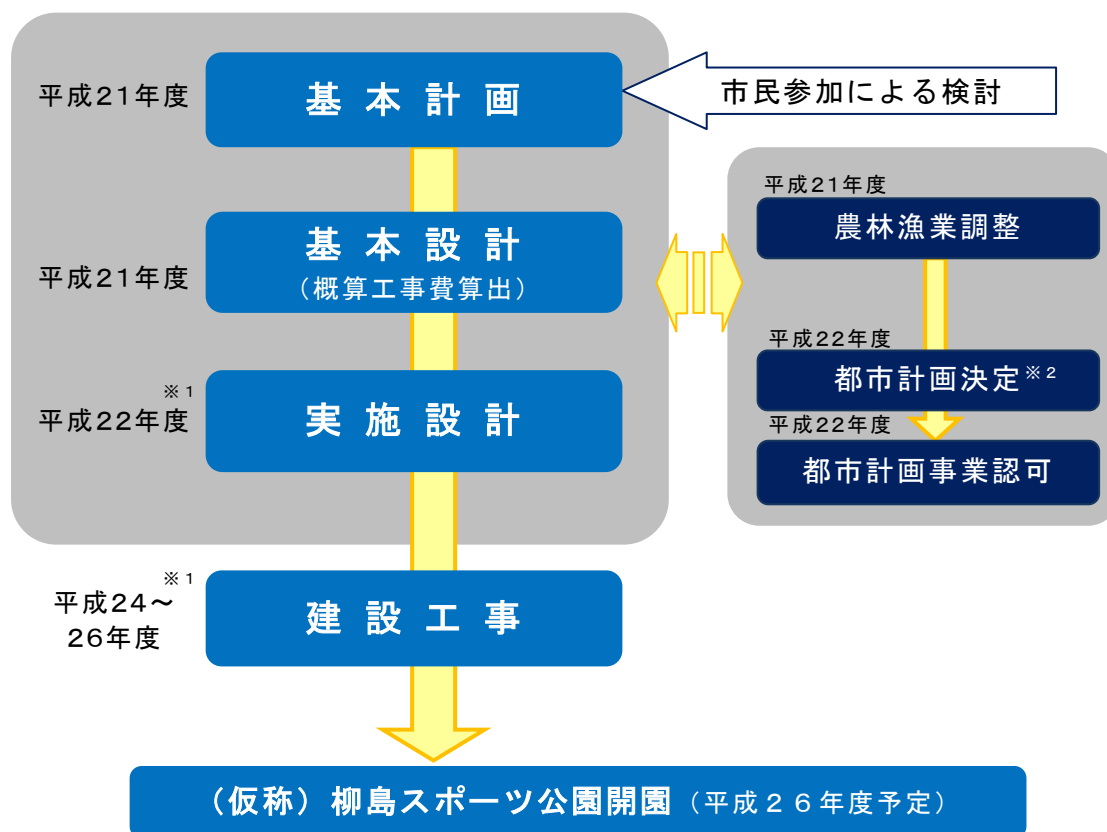 平成21年度
基本計画
市民参加による検討
平成21年度
基本設計
（概算工事費算出）
平成22年度※1
実施設計
平成21年度
農林漁業調整
平成22年度
都市計画決定※2
平成22年度
都市計画事業認可
平成24～※1
26年度
建設工事
（仮称）柳島スポーツ公園開園（平成２６年度予定）